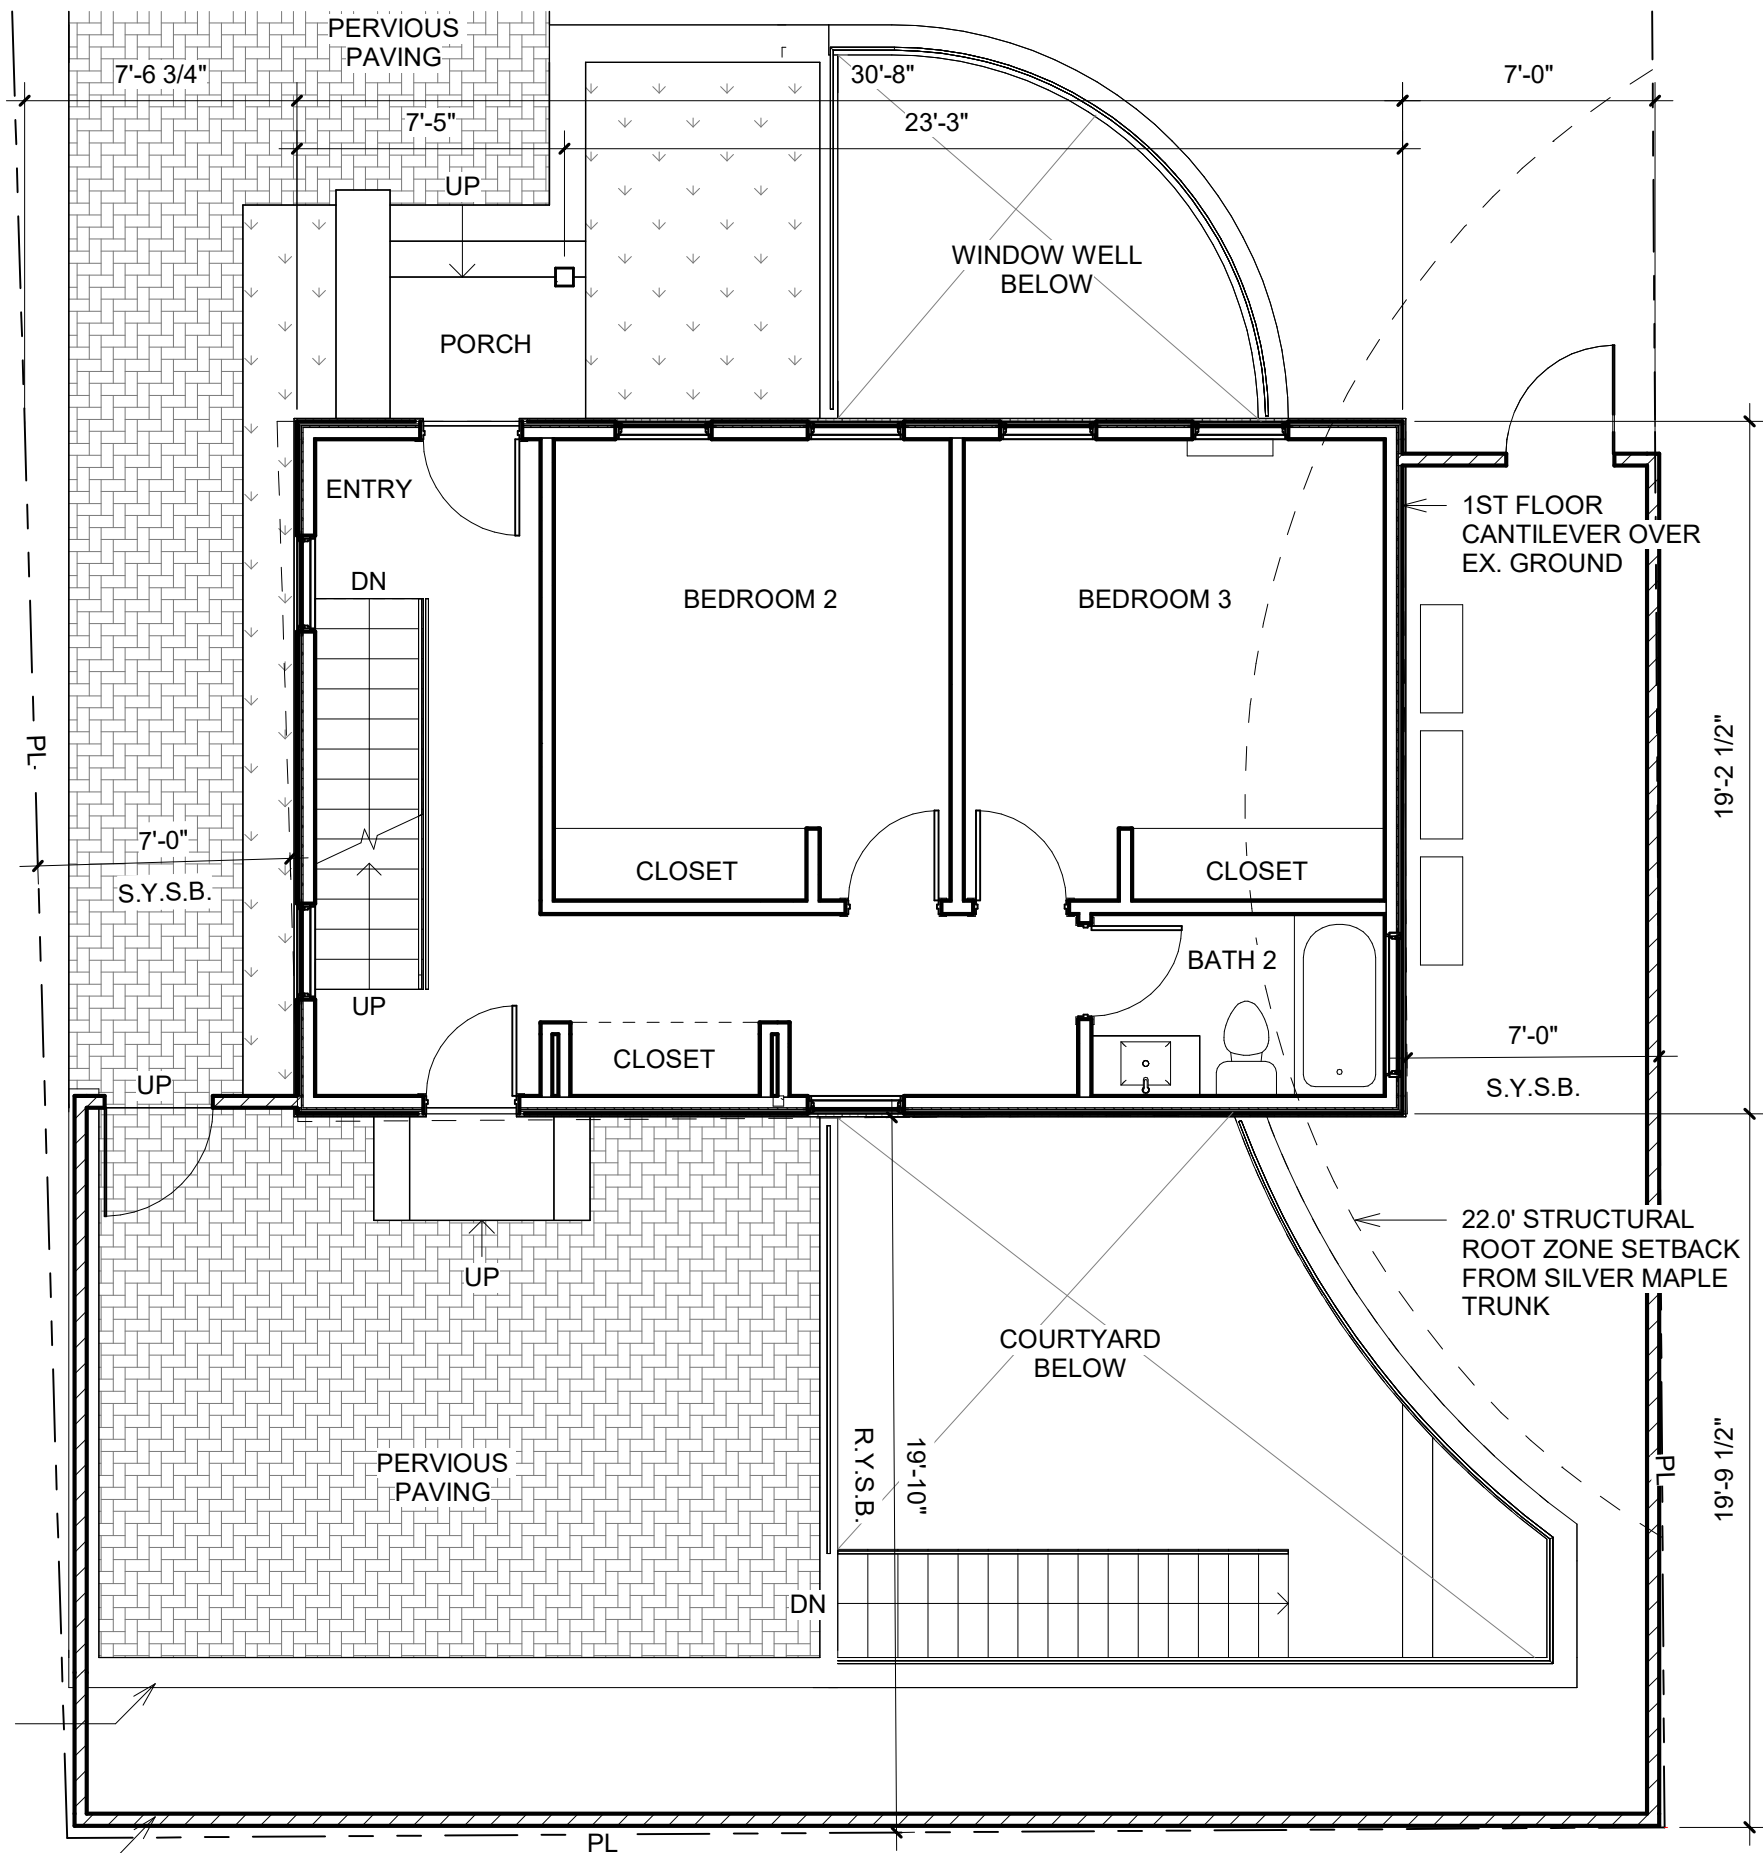 PERVIOUS
PAVING
7'-6 3/4"
30'-8"
7'-0"
7'-5"
23'-3"
UP
WINDOW WELL
BELOW
PORCH
ENTRY
1ST FLOOR
CANTILEVER OVER
EX. GROUND
DN
BEDROOM 2
BEDROOM 3
PL
19'-2 1/2"
7'-0"
S.Y.S.B.
CLOSET
CLOSET
BATH 2
UP
CLOSET
7'-0"
S.Y.S.B.
UP
22.0' STRUCTURAL
ROOT ZONE SETBACK
FROM SILVER MAPLE
TRUNK
UP
COURTYARD
BELOW
PERVIOUS
PAVING
R.Y.S.B.
19'-10"
PL
19'-9 1/2"
DN
PL